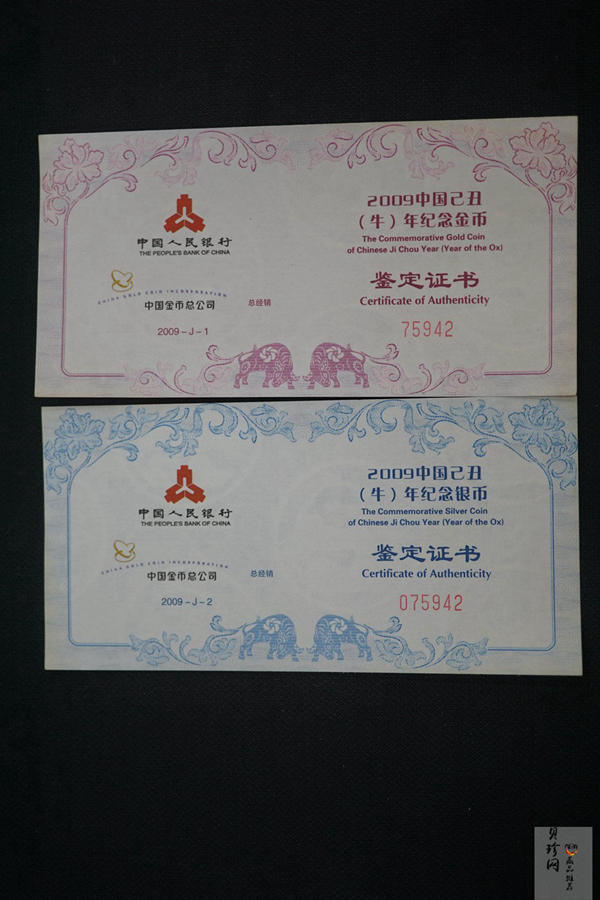 中国人民银行
THE PEOPLE'S BANK OF CHINA
CHINA GOLD COIN INCORPORATION
中国金币总公司
总经销
2009-J-1
2009中国己丑
（牛）年纪念金币
The Commemorative Gold Coin
of Chinese Ji Chou Year (Year of the Ox)
鉴定证书
Certificate of Authenticity
75942
中国人民银行
THE PEOPLE'S BANK OF CHINA
CHINA GOLD COIN INCORPORATION
中国金币总公司
总经销
2009-J-2
2009中国己丑
（牛）年纪念银币
The Commemorative Silver Coin
of Chinese Ji Chou Year (Year of the Ox)
鉴定证书
Certificate of Authenticity
075942
贝珍网
藏品推荐